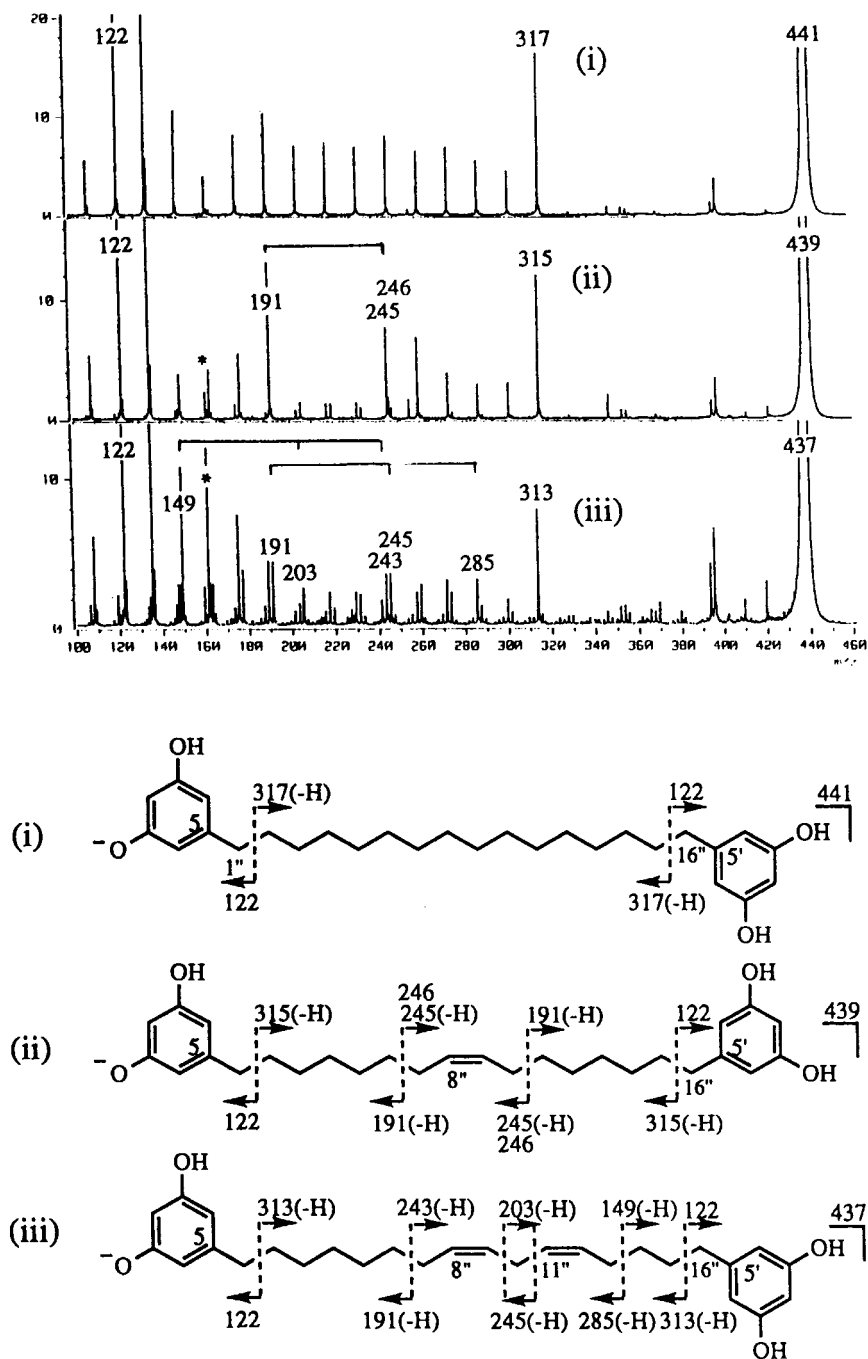 20
317
441
122
(i)
10
0
122
246
315
439
(ii)
10
191
245
*
0
122
437
*
(iii)
10
149
245
313
191
243
285
203
0
100 120 140 160 180 200 220 240 260 280 300 320 340 360 380 400 420 440 460
m/z
(i)
OH
317(-H)
122
441
5
⁻O
1"
16"
5'
OH
122
317(-H)
OH
(ii)
OH
246
OH
315(-H)
245(-H)
191(-H)
122
439
5
5'
⁻O
8"
16"
OH
122
191(-H)
245(-H)
315(-H)
246
(iii)
OH
313(-H)
243(-H)
203(-H)
149(-H)
122
437
5
OH
⁻O
8"
11"
16"
5'
122
191(-H)
245(-H)
285(-H)
313(-H)
OH